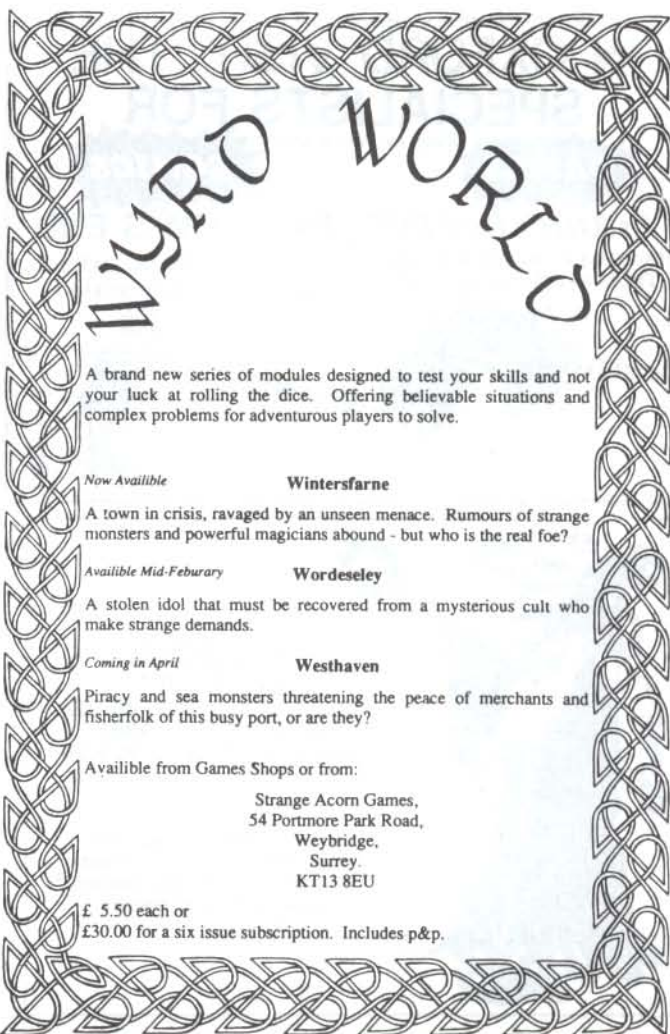 WYRD WORLD
A brand new series of modules designed to test your skills and not
your luck at rolling the dice. Offering believable situations and
complex problems for adventurous players to solve.
Now Availible Wintersfarne
A town in crisis, ravaged by an unseen menace. Rumours of strange
monsters and powerful magicians abound - but who is the real foe?
Availible Mid-Feburary Wordeseley
A stolen idol that must be recovered from a mysterious cult who
make strange demands.
Coming in April Westhaven
Piracy and sea monsters threatening the peace of merchants and
fisherfolk of this busy port, or are they?
Availible from Games Shops or from:
Strange Acorn Games,
54 Portmore Park Road,
Weybridge,
Surrey.
KT13 8EU
£ 5.50 each or
£30.00 for a six issue subscription. Includes p&p.